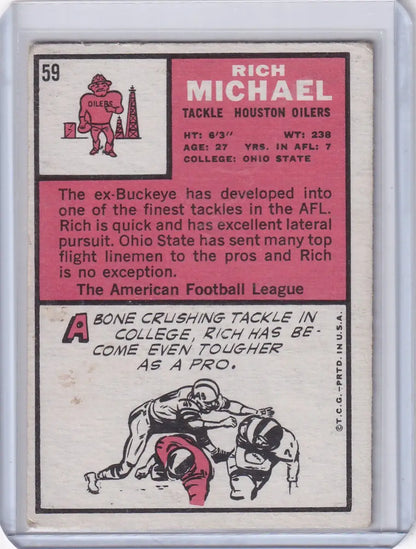 59
OILERS
RICH
MICHAEL
TACKLE HOUSTON OILERS
HT: 6'3" WT: 238
AGE: 27 YRS. IN AFL: 7
COLLEGE: OHIO STATE
The ex-Buckeye has developed into
one of the finest tackles in the AFL.
Rich is quick and has excellent lateral
pursuit. Ohio State has sent many top
flight linemen to the pros and Rich
is no exception.
The American Football League
A BONE CRUSHING TACKLE IN
COLLEGE, RICH HAS BE-
COME EVEN TOUGHER
AS A PRO.
©T.C.G.-PRTD. IN U.S.A.